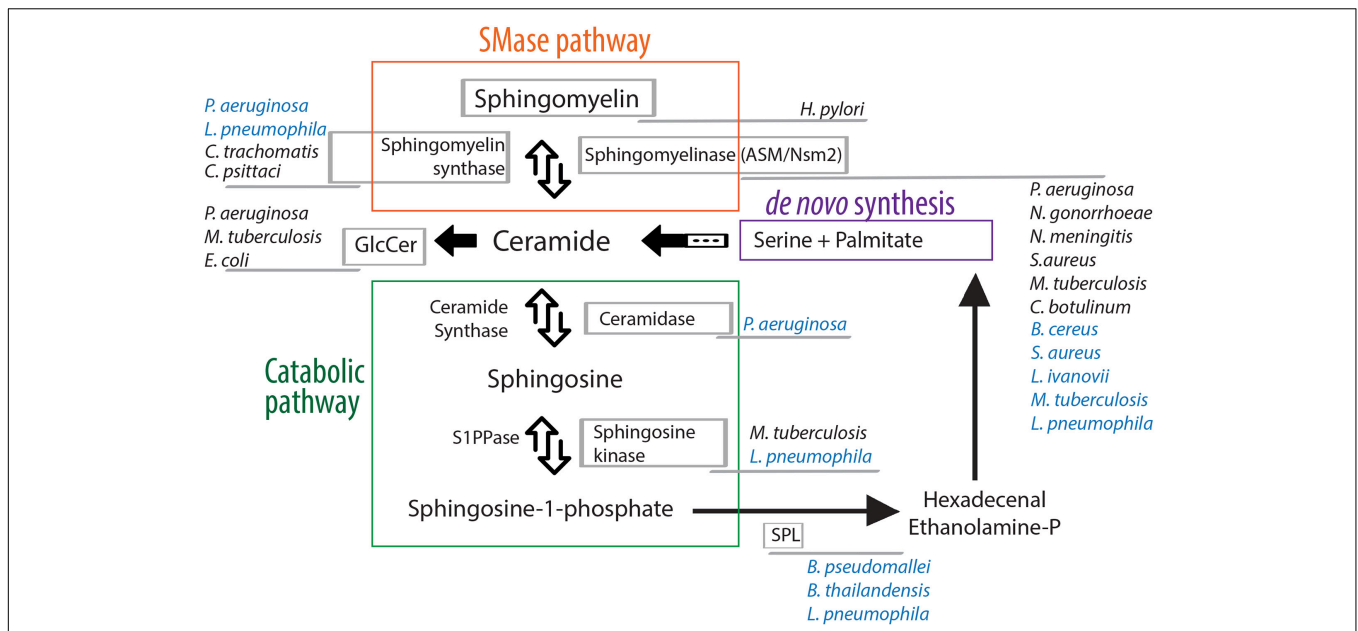 SMase pathway
Sphingomyelin
P. aeruginosa
L. pneumophila
C. trachomatis
C. psittaci
Sphingomyelin
synthase
Sphingomyelinase (ASM/Nsm2)
H. pylori
de novo synthesis
P. aeruginosa
M. tuberculosis
E. coli
GlcCer
Ceramide
Serine + Palmitate
P. aeruginosa
N. gonorrhoeae
N. meningitis
S.aureus
M. tuberculosis
C. botulinum
B. cereus
S. aureus
L. ivanovii
M. tuberculosis
L. pneumophila
Ceramide
Synthase
Ceramidase
P. aeruginosa
Catabolic
pathway
Sphingosine
S1PPase
Sphingosine
kinase
M. tuberculosis
L. pneumophila
Sphingosine-1-phosphate
Hexadecenal
Ethanolamine-P
SPL
B. pseudomallei
B. thailandensis
L. pneumophila